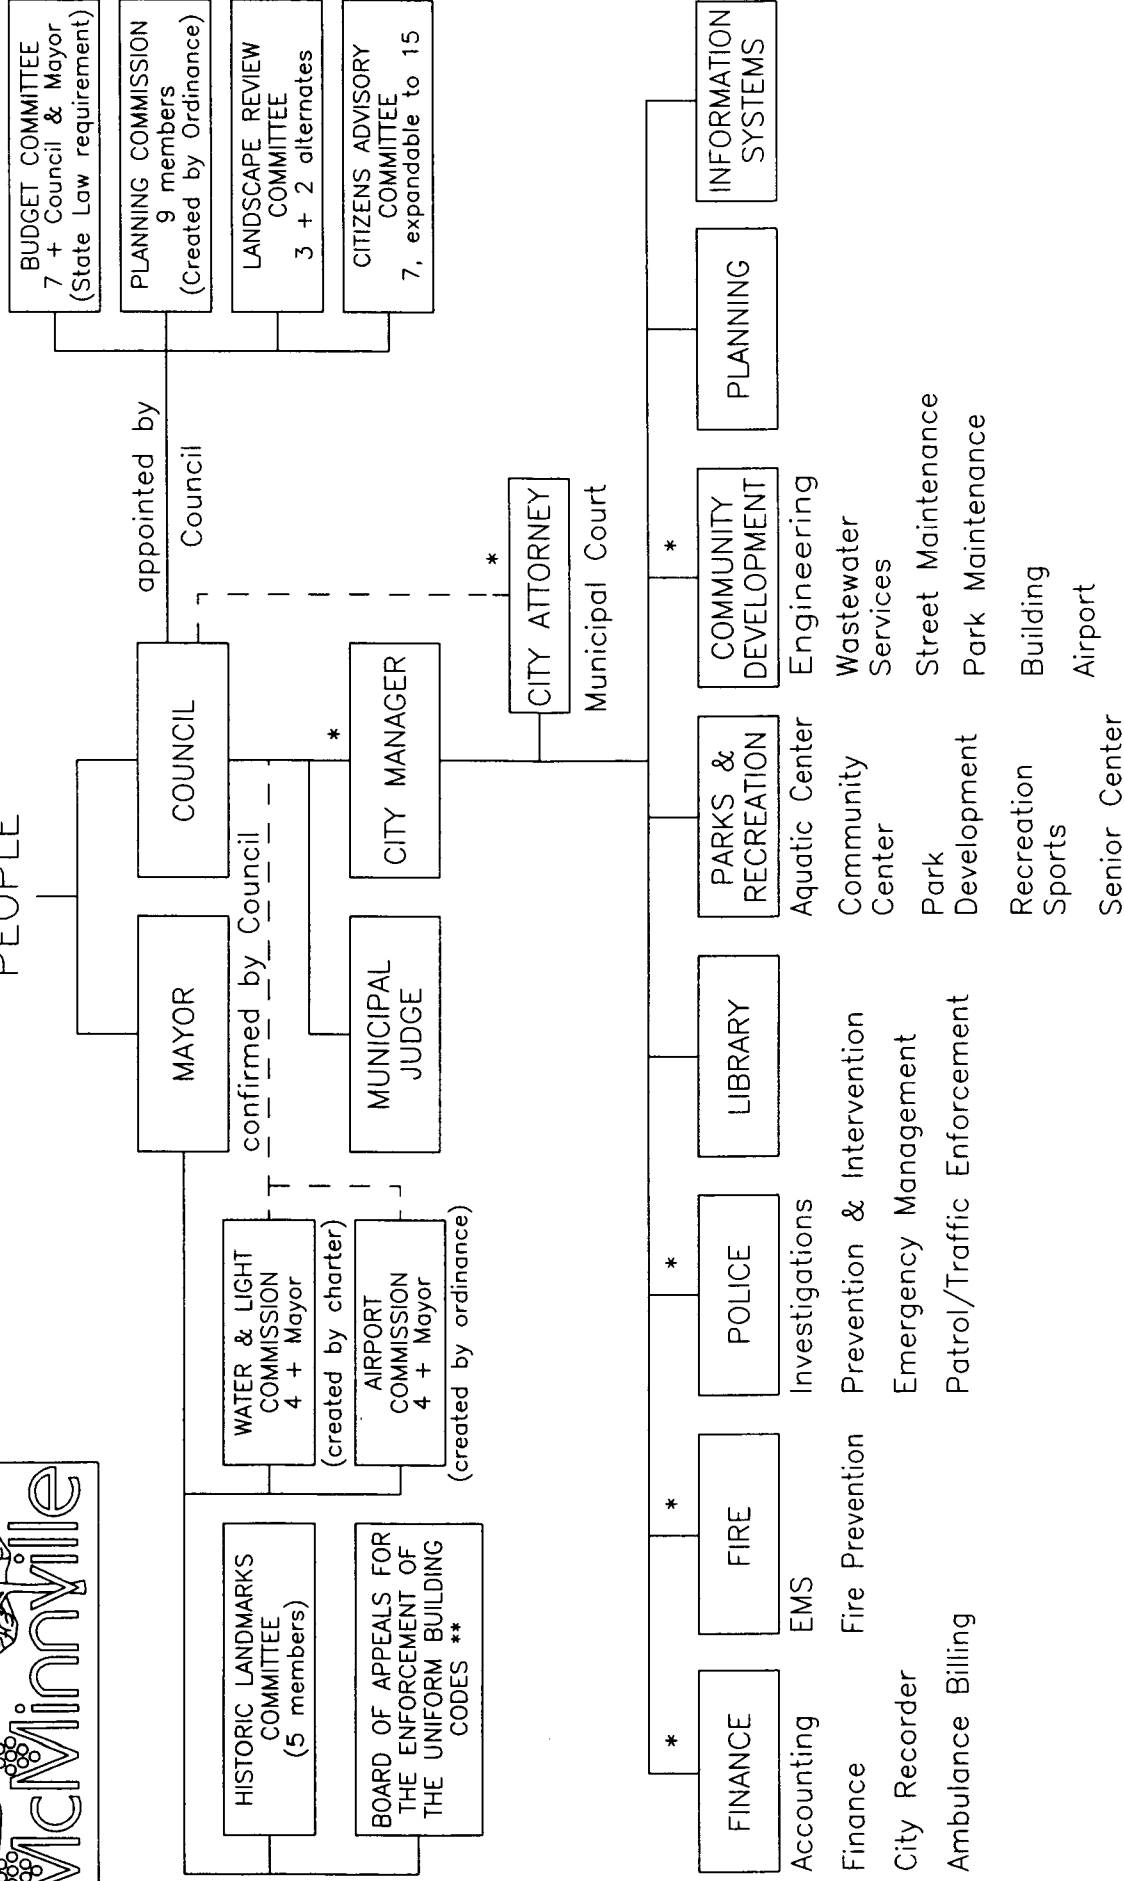 McMinnville
PEOPLE
MAYOR
COUNCIL
appointed by
Council
BUDGET COMMITTEE
7 + Council & Mayor
(State Law requirement)
PLANNING COMMISSION
9 members
(Created by Ordinance)
LANDSCAPE REVIEW
COMMITTEE
3 + 2 alternates
CITIZENS ADVISORY
COMMITTEE
7, expandable to 15
confirmed by Council
HISTORIC LANDMARKS
COMMITTEE
(5 members)
BOARD OF APPEALS FOR
THE ENFORCEMENT OF
THE UNIFORM BUILDING
CODES **
WATER & LIGHT
COMMISSION
4 + Mayor
(created by charter)
AIRPORT
COMMISSION
4 + Mayor
(created by ordinance)
MUNICIPAL
JUDGE
*
CITY MANAGER
*
CITY ATTORNEY
Municipal Court
*
FINANCE
Accounting
Finance
City Recorder
Ambulance Billing
*
FIRE
EMS
Fire Prevention
*
POLICE
Investigations
Prevention & Intervention
Emergency Management
Patrol/Traffic Enforcement
LIBRARY
PARKS &
RECREATION
Aquatic Center
Community
Center
Park
Development
Recreation
Sports
Senior Center
*
COMMUNITY
DEVELOPMENT
Engineering
Wastewater
Services
Street Maintenance
Park Maintenance
Building
Airport
PLANNING
INFORMATION
SYSTEMS